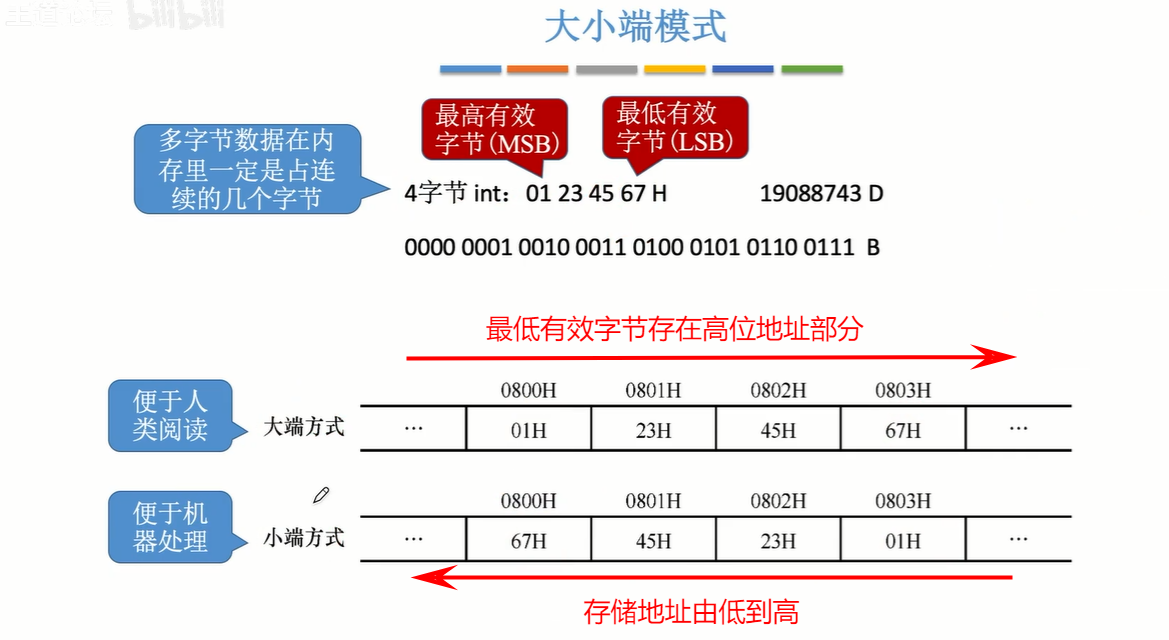 王道论坛 bilibili
大小端模式
最高有效
字节(MSB)
最低有效
字节(LSB)
多字节数据在内
存里一定是占连
续的几个字节
4字节 int：01 23 45 67 H 19088743 D
0000 0001 0010 0011 0100 0101 0110 0111 B
最低有效字节存在高位地址部分
便于人
类阅读
0800H 0801H 0802H 0803H
大端方式 ··· 01H 23H 45H 67H ···
便于机
器处理
0800H 0801H 0802H 0803H
小端方式 ··· 67H 45H 23H 01H ···
存储地址由低到高